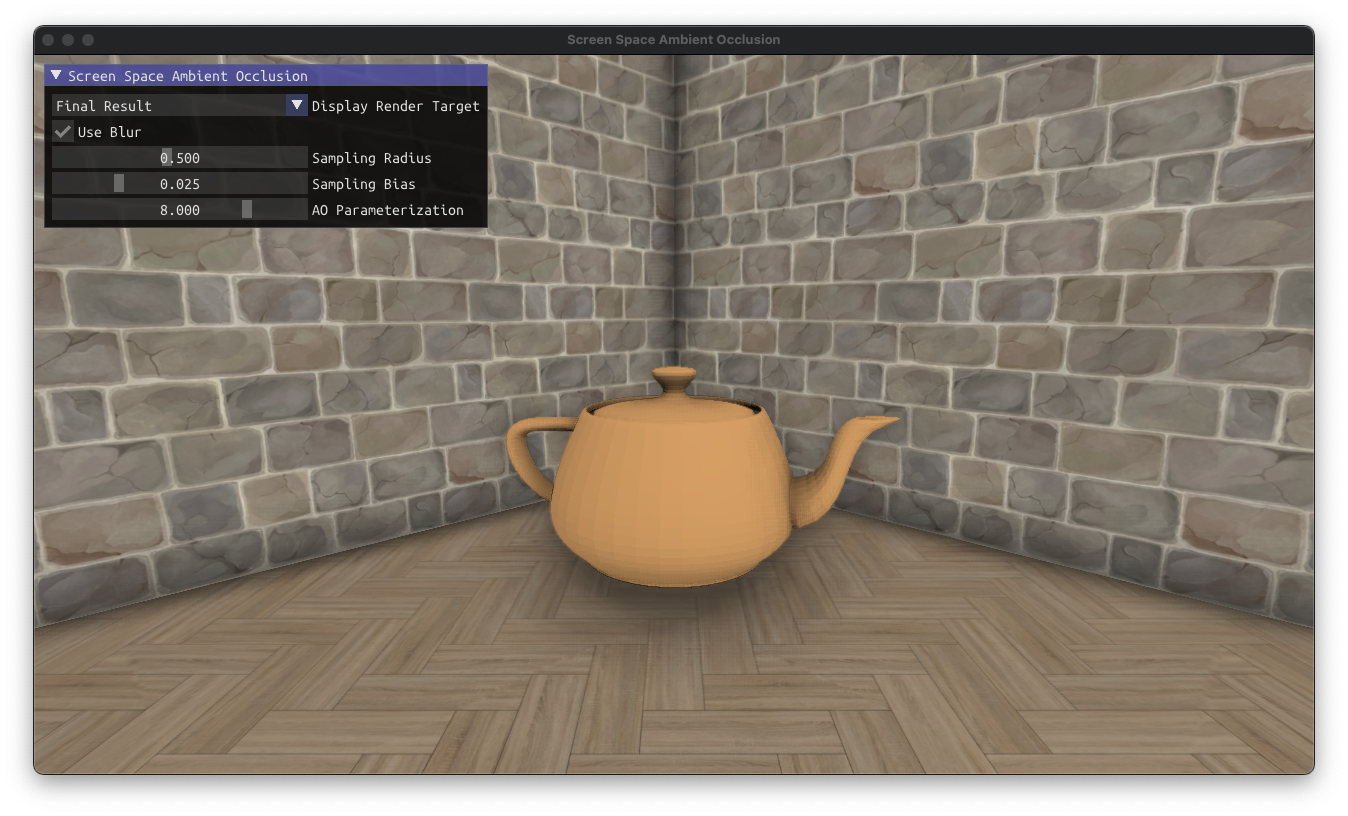 Screen Space Ambient Occlusion
Screen Space Ambient Occlusion
Final Result Display Render Target
Use Blur
0.500 Sampling Radius
0.025 Sampling Bias
8.000 AO Parameterization